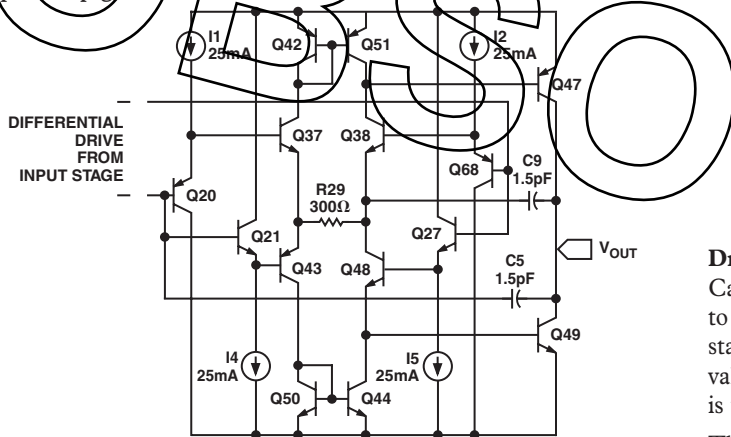 I1
25mA
Q42
Q51
I2
25mA
Q47
DIFFERENTIAL
DRIVE
FROM
INPUT STAGE
Q37
Q38
Q68
C9
1.5pF
Q20
R29
300Ω
Q21
Q27
Q43
Q48
C5
1.5pF
VOUT
I4
25mA
I5
25mA
Q49
Q50
Q44
OBSO